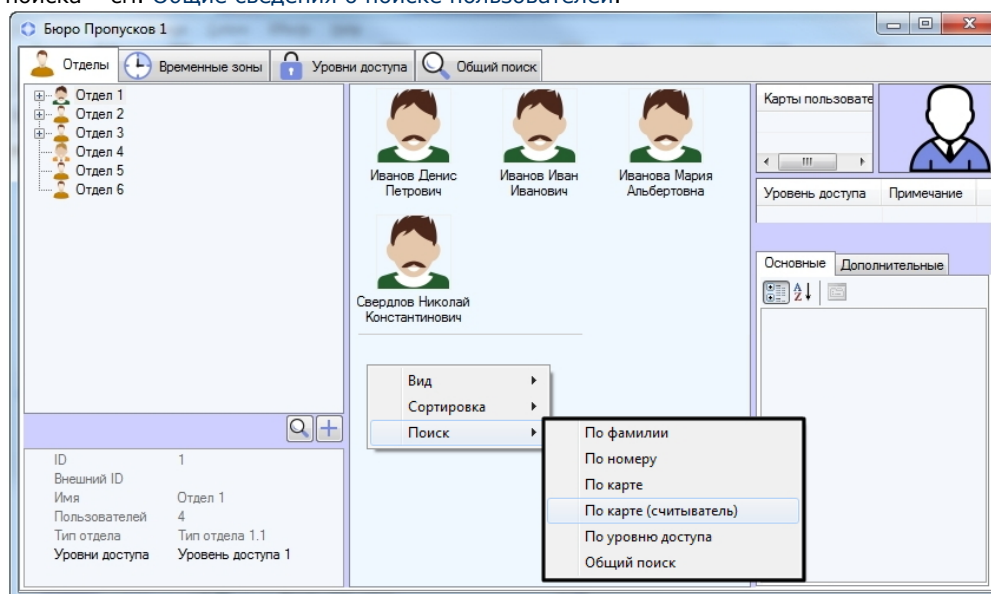 поиска – см. Общие сведения о поиске пользователей.
Бюро Пропусков 1
Отделы
Временные зоны
Уровни доступа
Общий поиск
Отдел 1
Отдел 2
Отдел 3
Отдел 4
Отдел 5
Отдел 6
Иванов Денис
Петрович
Иванов Иван
Иванович
Иванова Мария
Альбертовна
Свердлов Николай
Константинович
Карты пользовате
Уровень доступа Примечание
Основные Дополнительные
Вид
Сортировка
Поиск
По фамилии
По номеру
По карте
По карте (считыватель)
По уровню доступа
Общий поиск
ID 1
Внешний ID
Имя Отдел 1
Пользователей 4
Тип отдела Тип отдела 1.1
Уровни доступа Уровень доступа 1